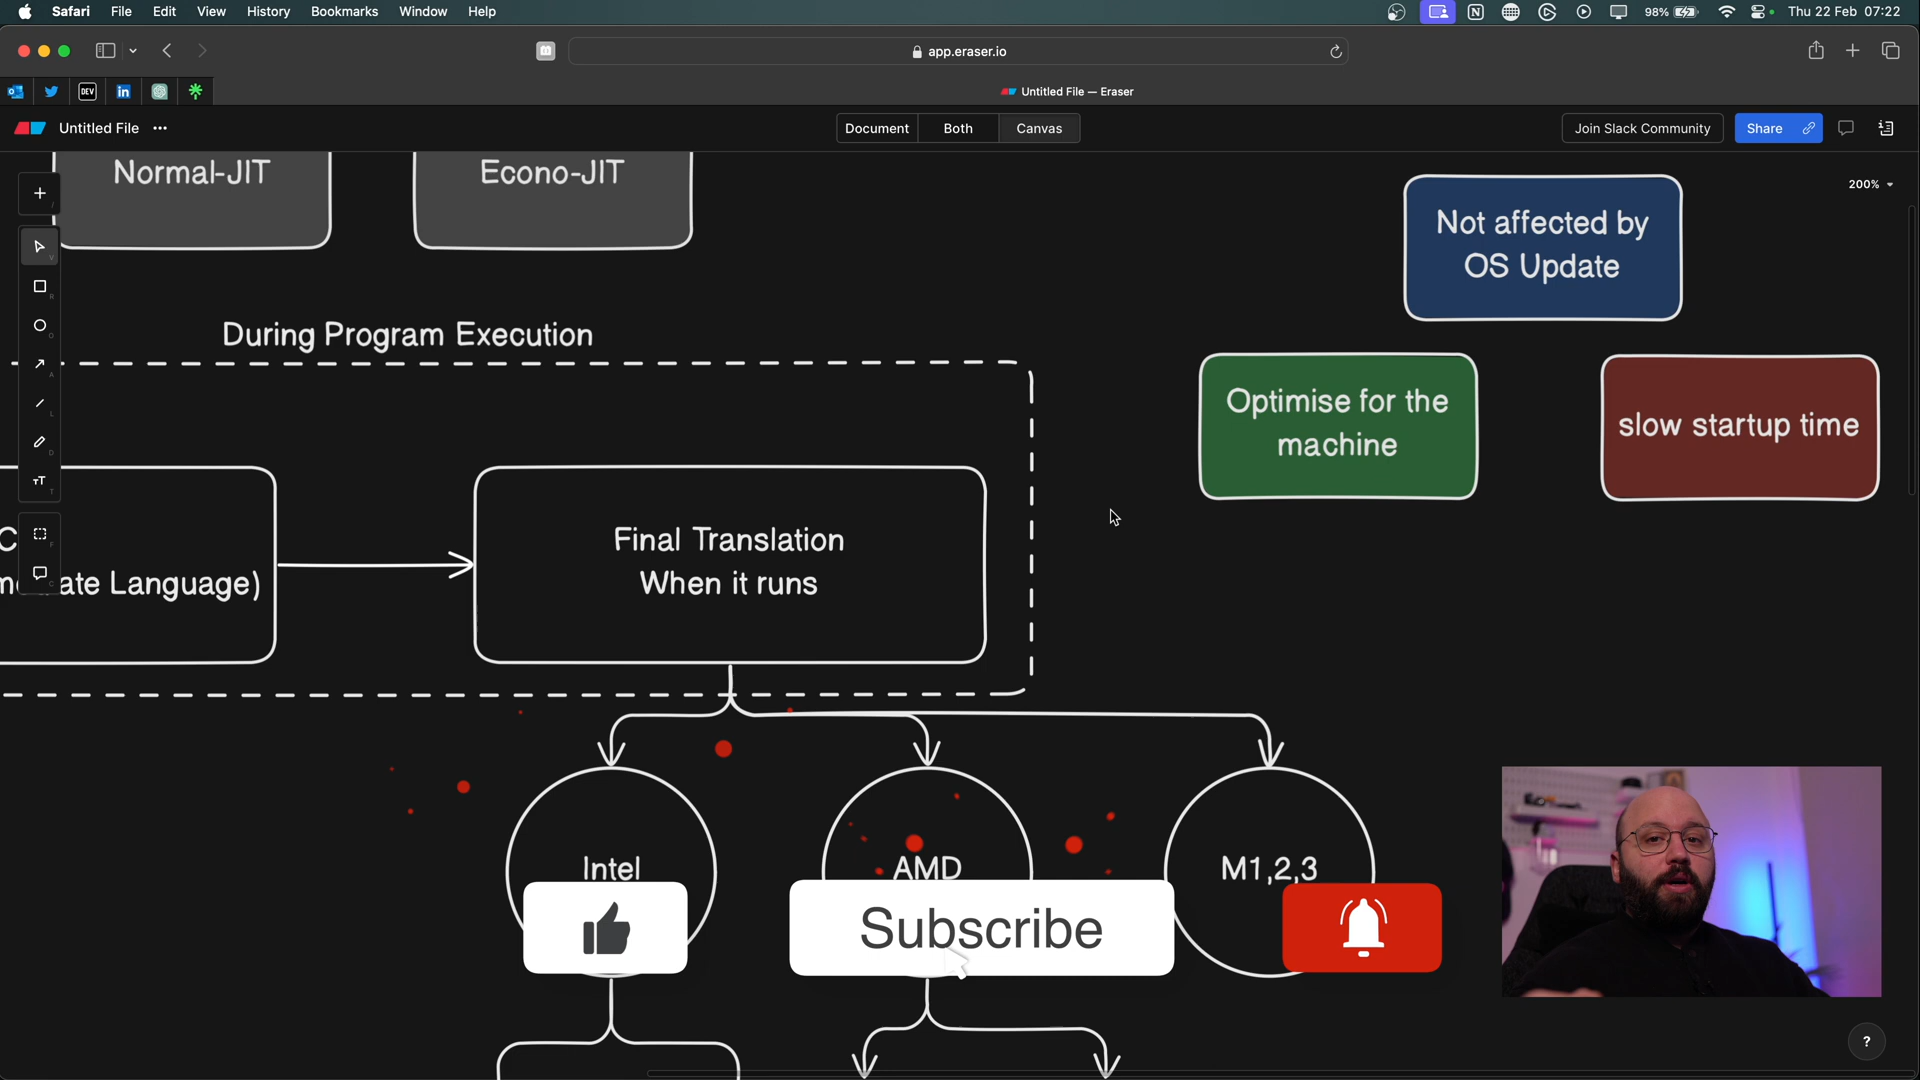 Safari File Edit View History Bookmarks Window Help
98%
Thu 22 Feb 07:22
app.eraser.io
DEV
Untitled File — Eraser
Untitled File
Document
Both
Canvas
Join Slack Community
Share
200%
Normal-JIT
Econo-JIT
Not affected by
OS Update
During Program Execution
Optimise for the
machine
slow startup time
Final Translation
When it runs
ate Language)
Intel
AMD
M1,2,3
Subscribe
?